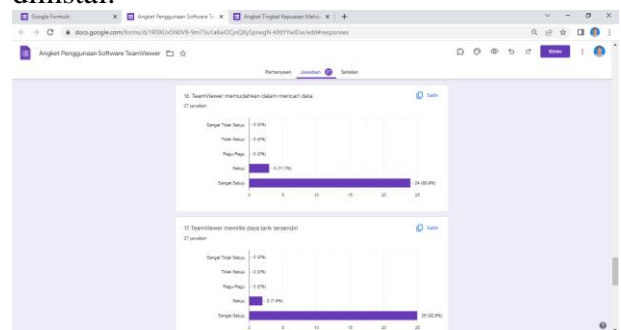 diinstal.
Google Formulir
Angket Penggunaan Software Te
Angket Tingkat Kepuasan Mahas
docs.google.com/forms/d/
/edit#responses
Angket Penggunaan Software TeamViewer
Kirim
Pertanyaan Jawaban 27 Setelan
16. TeamViewer memudahkan dalam mencari data
Salin
27 jawaban
Sangat Tidak Setuju 0 (0%)
Tidak Setuju 0 (0%)
Ragu-Ragu 0 (0%)
Setuju 3 (11,1%)
Sangat Setuju 24 (88,9%)
0 5 10 15 20 25
17. TeamViewer memiliki daya tarik tersendiri
Salin
27 jawaban
Sangat Tidak Setuju 0 (0%)
Tidak Setuju 0 (0%)
Ragu-Ragu 0 (0%)
Setuju 2 (7,4%)
Sangat Setuju 25 (92,6%)
0 5 10 15 20 25